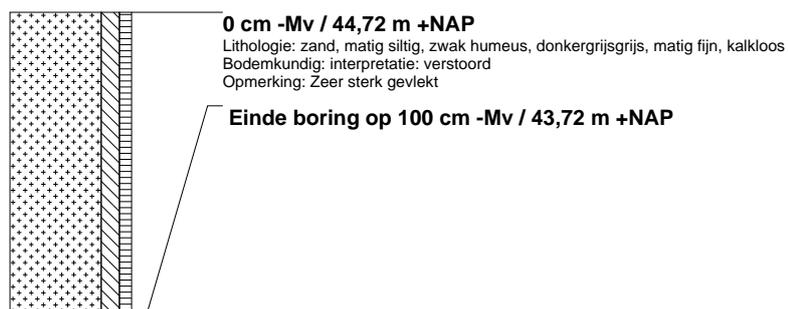 0 cm -Mv / 44,72 m +NAP
Lithologie: zand, matig siltig, zwak humeus, donkergrijsgrijs, matig fijn, kalkloos
Bodemkundig: interpretatie: verstoord
Opmerking: Zeer sterk gevlekt
Einde boring op 100 cm -Mv / 43,72 m +NAP